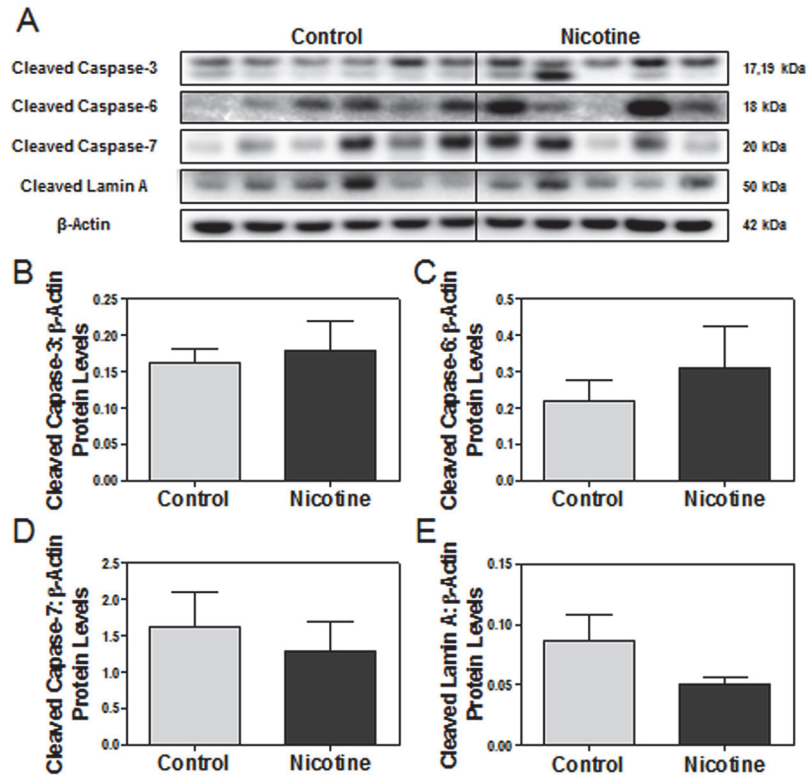 A
Control Nicotine
Cleaved Caspase-3 17,19 kDa
Cleaved Caspase-6 18 kDa
Cleaved Caspase-7 20 kDa
Cleaved Lamin A 50 kDa
β-Actin 42 kDa
B
Cleaved Capase-3: β-Actin
Protein Levels
0.25
0.20
0.15
0.10
0.05
0.00
Control Nicotine
C
Cleaved Capase-6: β-Actin
Protein Levels
0.5
0.4
0.3
0.2
0.1
0.0
Control Nicotine
D
Cleaved Capase-7: β-Actin
Protein Levels
2.5
2.0
1.5
1.0
0.5
0.0
Control Nicotine
E
Cleaved Lamin A: β-Actin
Protein Levels
0.15
0.10
0.05
0.00
Control Nicotine